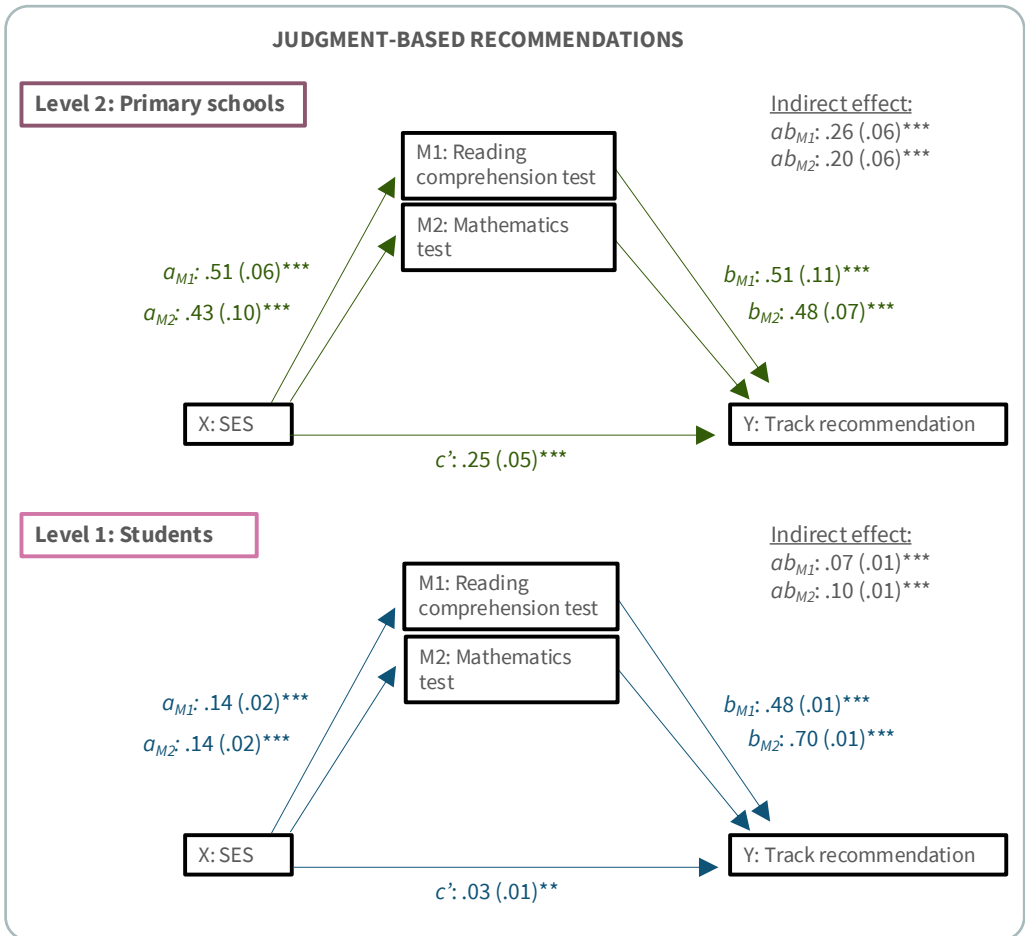 JUDGMENT-BASED RECOMMENDATIONS
Level 2: Primary schools
Indirect effect:
abM1: .26 (.06)***
abM2: .20 (.06)***
M1: Reading
comprehension test
M2: Mathematics
test
aM1: .51 (.06)***
aM2: .43 (.10)***
bM1: .51 (.11)***
bM2: .48 (.07)***
X: SES
Y: Track recommendation
c’: .25 (.05)***
Level 1: Students
Indirect effect:
abM1: .07 (.01)***
abM2: .10 (.01)***
M1: Reading
comprehension test
M2: Mathematics
test
aM1: .14 (.02)***
aM2: .14 (.02)***
bM1: .48 (.01)***
bM2: .70 (.01)***
X: SES
Y: Track recommendation
c’: .03 (.01)**